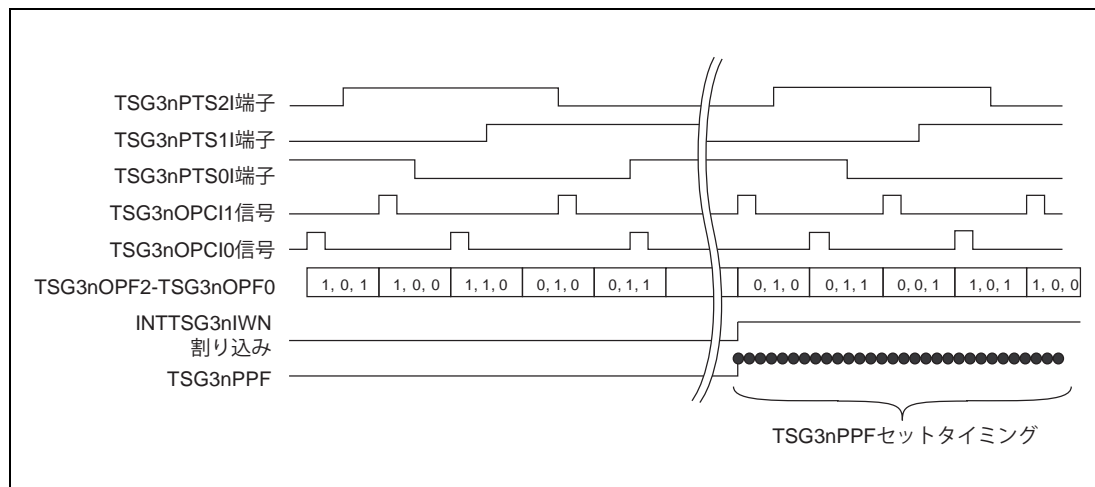 TSG3nPTS2I端子
TSG3nPTS1I端子
TSG3nPTS0I端子
TSG3nOPCI1信号
TSG3nOPCI0信号
TSG3nOPF2-TSG3nOPF0 1, 0, 1 1, 0, 0 1, 1, 0 0, 1, 0 0, 1, 1 0, 1, 0 0, 1, 1 0, 0, 1 1, 0, 1 1, 0, 0
INTTSG3nIWN
割り込み
TSG3nPPF
TSG3nPPFセットタイミング